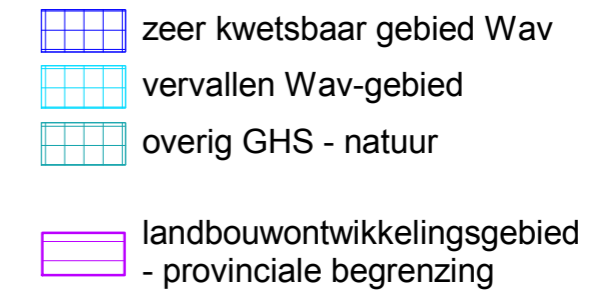 zeer kwetsbaar gebied Wav
vervallen Wav-gebied
overig GHS - natuur
landbouwontwikkelingsgebied
- provinciale begrenzing